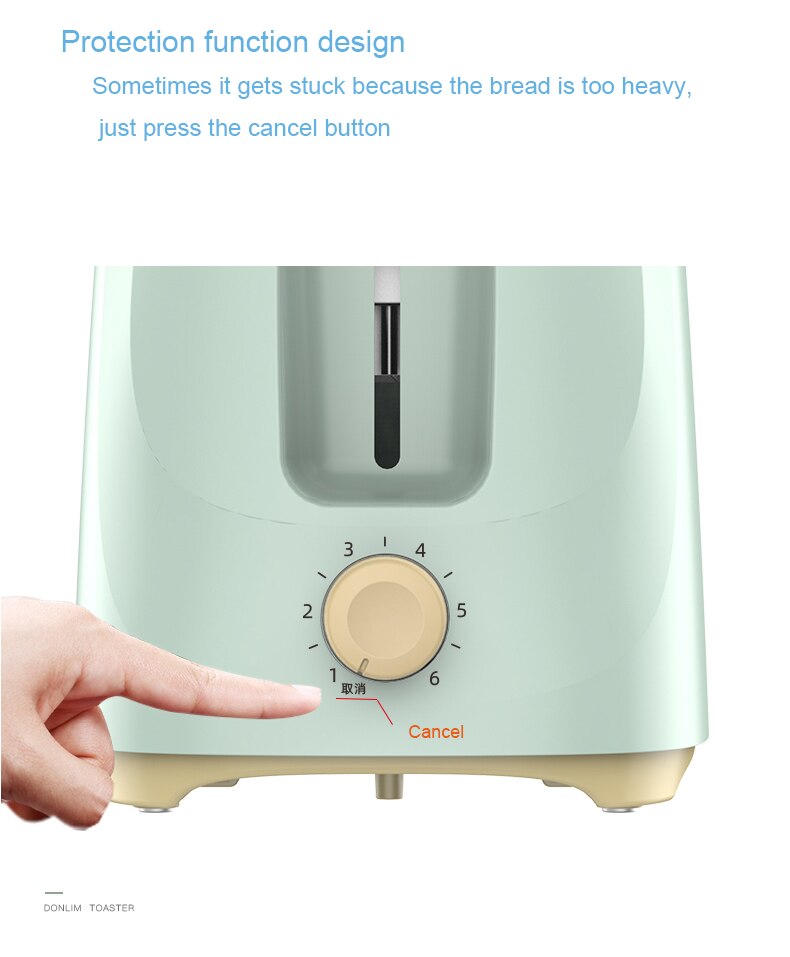 Protection function design
Sometimes it gets stuck because the bread is too heavy,
just press the cancel button
3 4
2 5
1 6
取消
Cancel
DONLIM TOASTER